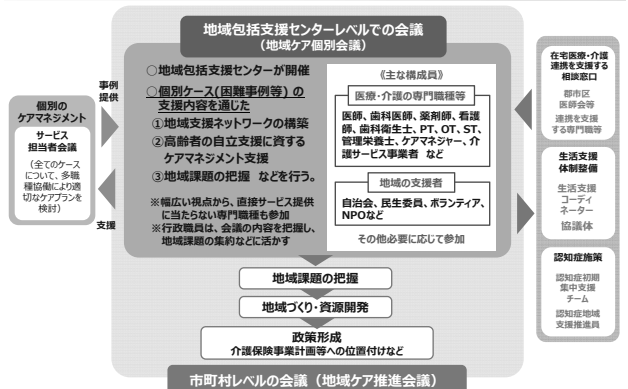 地域包括支援センターレベルでの会議
（地域ケア個別会議）
事例
提供
個別の
ケアマネジメント
サービス
担当者会議
（全てのケース
について、多職
種協働により適
切なケアプランを
検討）
支援
○地域包括支援センターが開催
○個別ケース(困難事例等）の
支援内容を通じた
①地域支援ネットワークの構築
②高齢者の自立支援に資する
ケアマネジメント支援
③地域課題の把握 などを行う。
※幅広い視点から、直接サービス提供
に当たらない専門職種も参加
※行政職員は、会議の内容を把握し、
地域課題の集約などに活かす
《主な構成員》
医療・介護の専門職種等
医師、歯科医師、薬剤師、看護
師、歯科衛生士、PT、OT、ST、
管理栄養士、ケアマネジャー、介
護サービス事業者 など
地域の支援者
自治会、民生委員、ボランティア、
NPOなど
その他必要に応じて参加
在宅医療・介護
連携を支援する
相談窓口
郡市区
医師会等
連携を支援
する専門職等
生活支援
体制整備
生活支援
コーディ
ネーター
協議体
認知症施策
認知症初期
集中支援
チーム
認知症地域
支援推進員
地域課題の把握
地域づくり・資源開発
政策形成
介護保険事業計画等への位置付けなど
市町村レベルの会議（地域ケア推進会議）